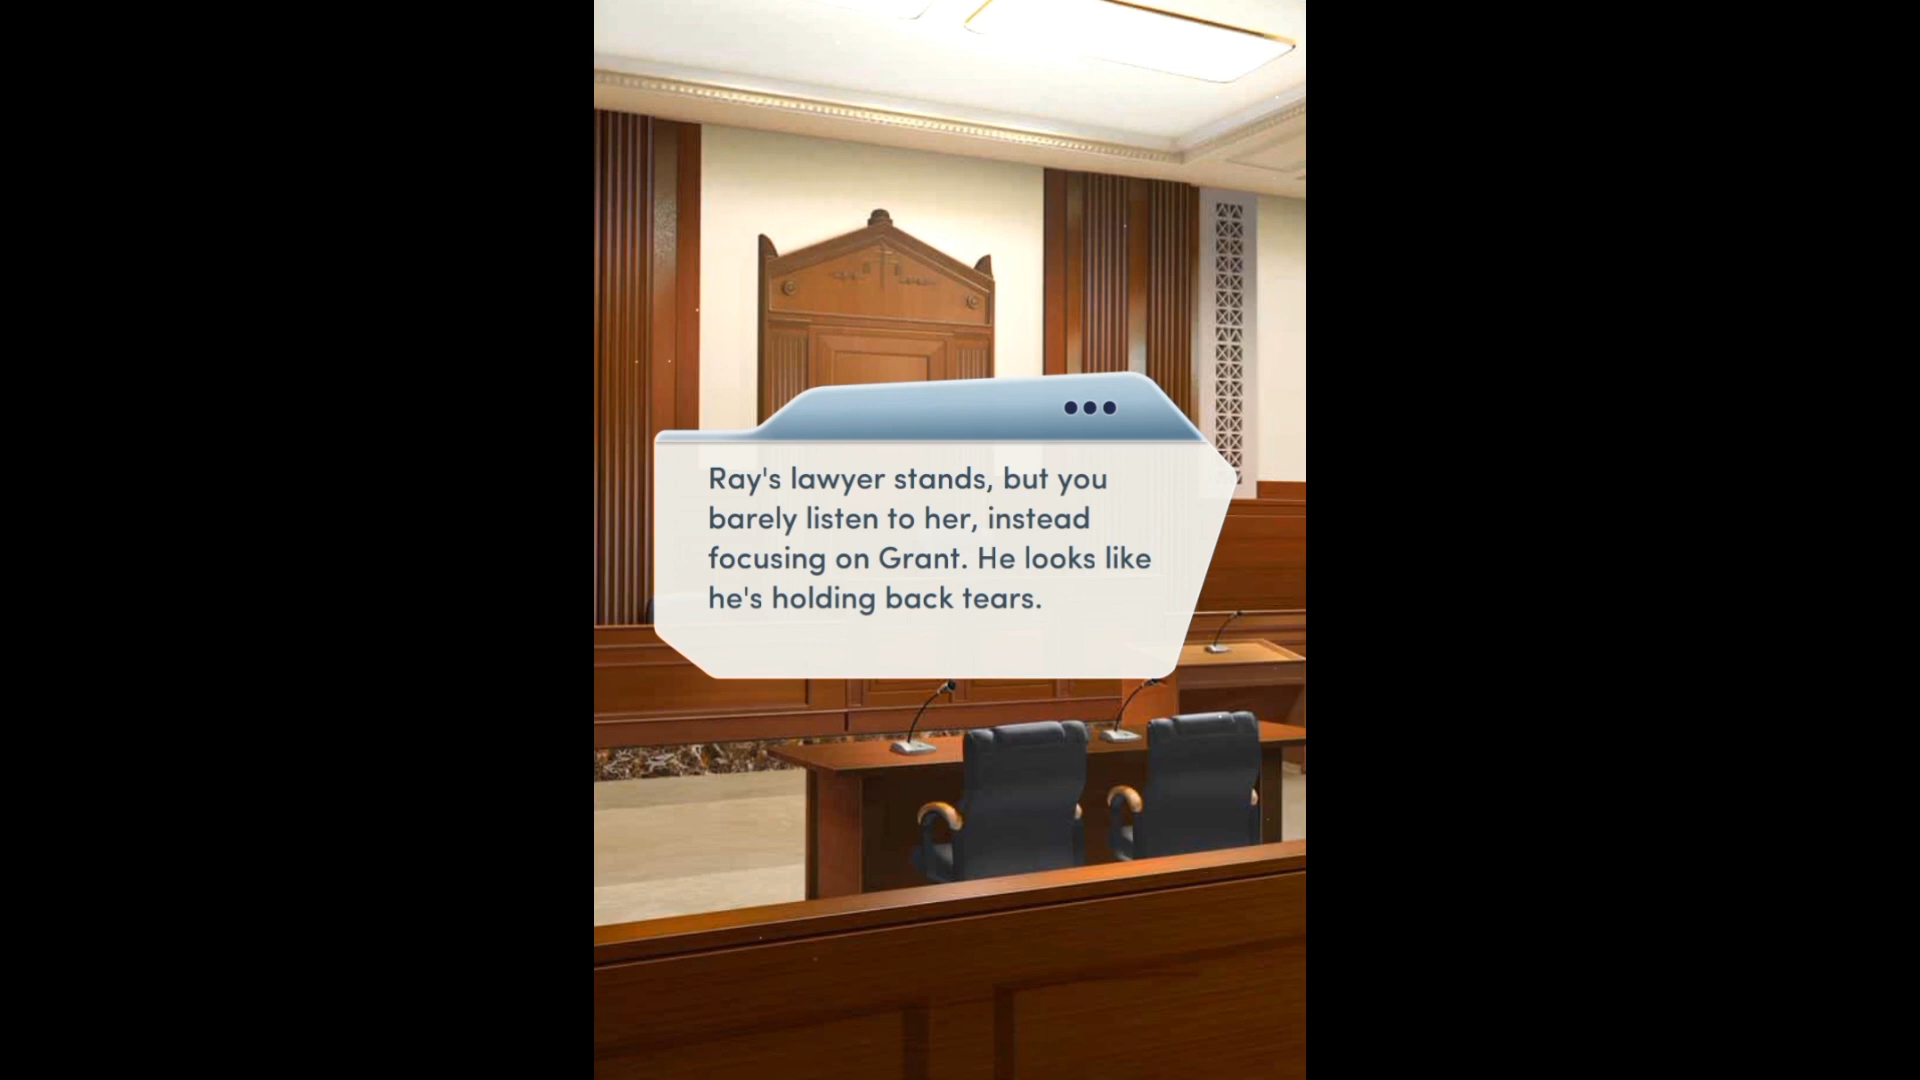 Ray's lawyer stands, but you
barely listen to her, instead
focusing on Grant. He looks like
he's holding back tears.